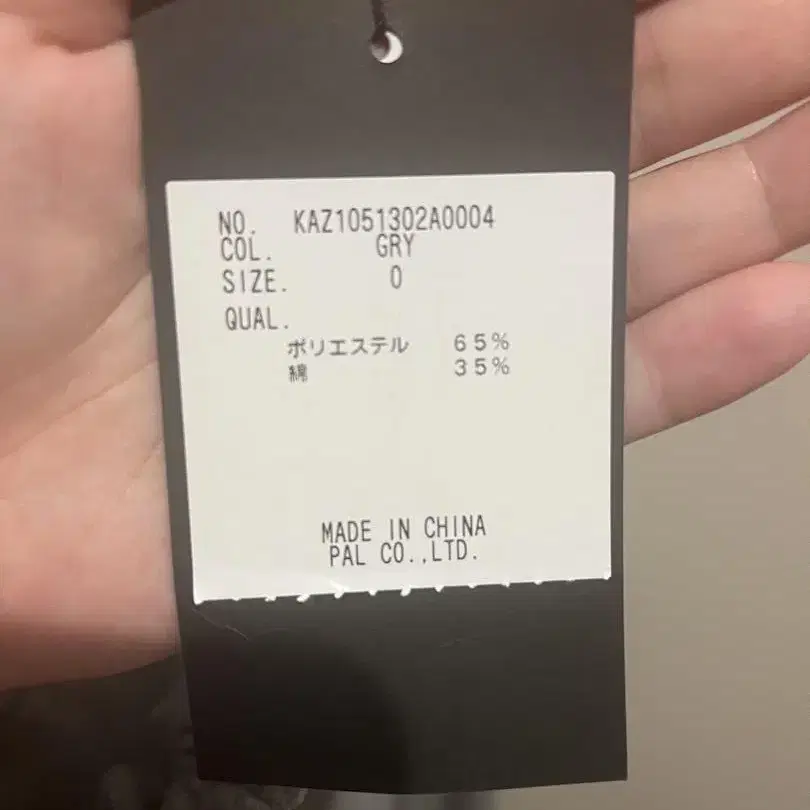 NO. KAZ1051302A0004
COL. GRY
SIZE. 0
QUAL.
ポリエステル 65%
綿 35%
MADE IN CHINA
PAL CO.,LTD.